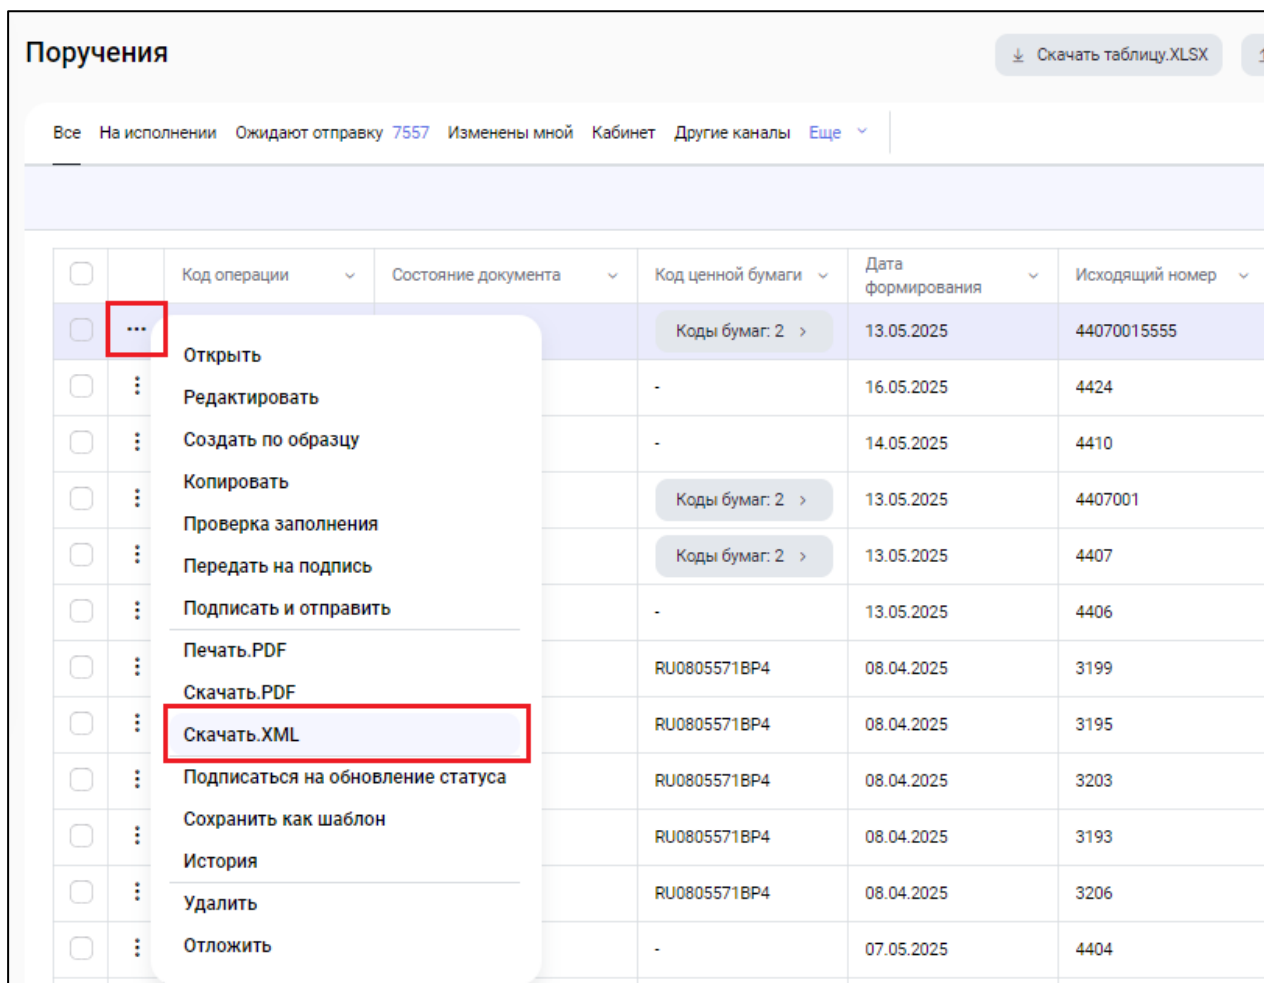 Поручения
Скачать таблицу.XLSX
Все На исполнении Ожидают отправку 7557 Изменены мной Кабинет Другие каналы Еще
Код операции Состояние документа Код ценной бумаги Дата формирования Исходящий номер
Коды бумаг: 2 13.05.2025 44070015555
Открыть
- 16.05.2025 4424
Редактировать
Создать по образцу
- 14.05.2025 4410
Копировать
Коды бумаг: 2 13.05.2025 4407001
Проверка заполнения
Коды бумаг: 2 13.05.2025 4407
Передать на подпись
Подписать и отправить
- 13.05.2025 4406
Печать.PDF
RU0805571BP4 08.04.2025 3199
Скачать.PDF
RU0805571BP4 08.04.2025 3195
Скачать.XML
Подписаться на обновление статуса
RU0805571BP4 08.04.2025 3203
Сохранить как шаблон
RU0805571BP4 08.04.2025 3193
История
RU0805571BP4 08.04.2025 3206
Удалить
Отложить
- 07.05.2025 4404